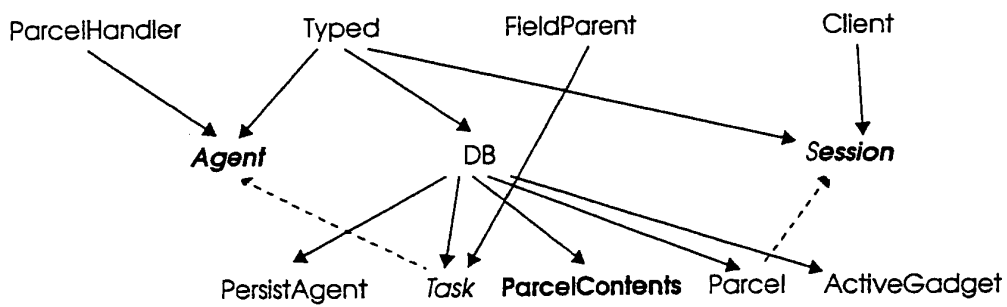 ParcelHandler Typed FieldParent Client
Agent DB Session
PersistAgent Task ParcelContents Parcel ActiveGadget